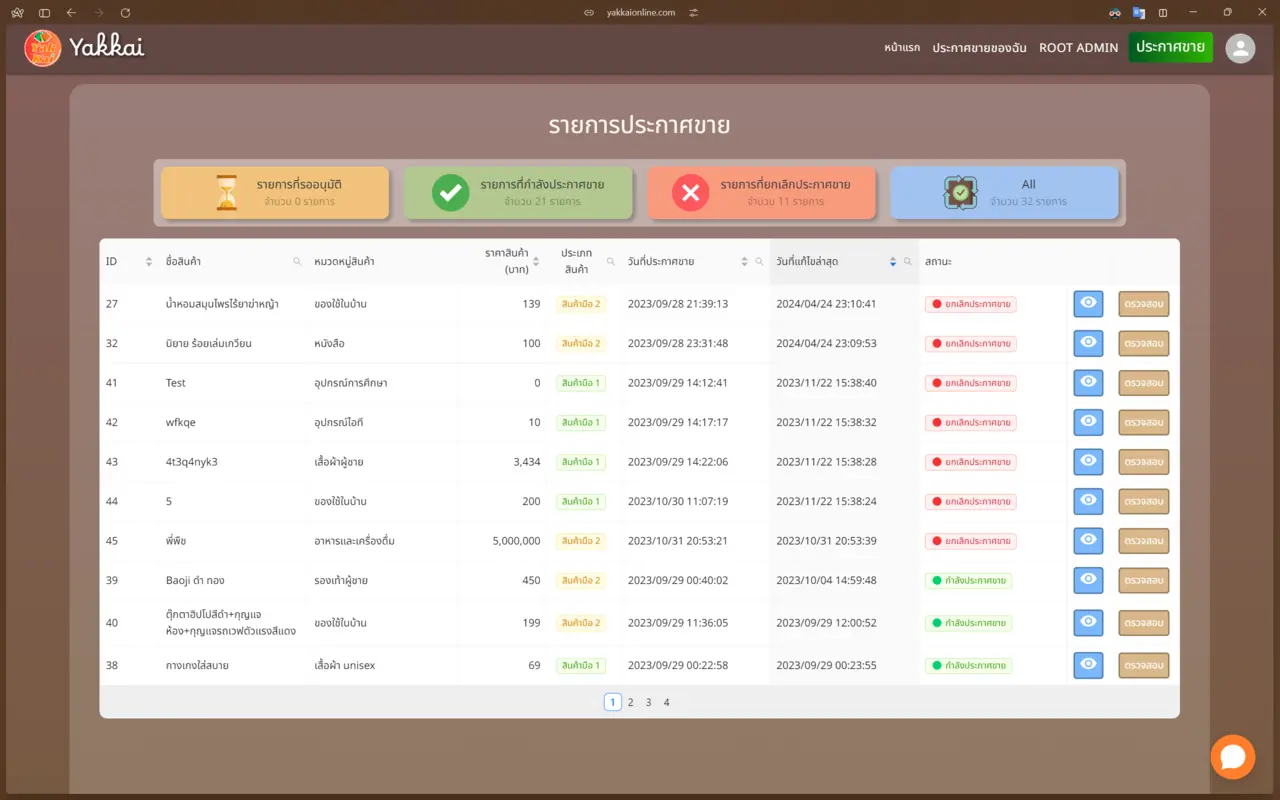 yakkaionline.com
Yakkai
หน้าแรก ประกาศขายของฉัน ROOT ADMIN ประกาศขาย
รายการประกาศขาย
รายการที่รออนุมัติ
จำนวน 0 รายการ
รายการที่กำลังประกาศขาย
จำนวน 21 รายการ
รายการที่ยกเลิกประกาศขาย
จำนวน 11 รายการ
All
จำนวน 32 รายการ
ID ชื่อสินค้า หมวดหมู่สินค้า ราคาสินค้า (บาท) ประเภทสินค้า วันที่ประกาศขาย วันที่แก้ไขล่าสุด สถานะ
27 น้ำหอมสมุนไพรไร้ยาฆ่าหญ้า ของใช้ในบ้าน 139 สินค้ามือ 2 2023/09/28 21:39:13 2024/04/24 23:10:41 ยกเลิกประกาศขาย ตรวจสอบ
32 นิยาย ร้อยเล่มเกวียน หนังสือ 100 สินค้ามือ 2 2023/09/28 23:31:48 2024/04/24 23:09:53 ยกเลิกประกาศขาย ตรวจสอบ
41 Test อุปกรณ์การศึกษา 0 สินค้ามือ 1 2023/09/29 14:12:41 2023/11/22 15:38:40 ยกเลิกประกาศขาย ตรวจสอบ
42 wfkqe อุปกรณ์ไอที 10 สินค้ามือ 1 2023/09/29 14:17:17 2023/11/22 15:38:32 ยกเลิกประกาศขาย ตรวจสอบ
43 4t3q4nyk3 เสื้อผ้าผู้ชาย 3,434 สินค้ามือ 1 2023/09/29 14:22:06 2023/11/22 15:38:28 ยกเลิกประกาศขาย ตรวจสอบ
44 5 ของใช้ในบ้าน 200 สินค้ามือ 1 2023/10/30 11:07:19 2023/11/22 15:38:24 ยกเลิกประกาศขาย ตรวจสอบ
45 พี่พืช อาหารและเครื่องดื่ม 5,000,000 สินค้ามือ 2 2023/10/31 20:53:21 2023/10/31 20:53:39 ยกเลิกประกาศขาย ตรวจสอบ
39 Baoji ดำ ทอง รองเท้าผู้ชาย 450 สินค้ามือ 2 2023/09/29 00:40:02 2023/10/04 14:59:48 กำลังประกาศขาย ตรวจสอบ
40 ตุ๊กตาฮิปโปสีดำ+กุญแจ
ห้อง+กุญแจรถเวฟตัวแรงสีแดง ของใช้ในบ้าน 199 สินค้ามือ 2 2023/09/29 11:36:05 2023/09/29 12:00:52 กำลังประกาศขาย ตรวจสอบ
38 กางเกงใส่สบาย เสื้อผ้า unisex 69 สินค้ามือ 1 2023/09/29 00:22:58 2023/09/29 00:23:55 กำลังประกาศขาย ตรวจสอบ
1 2 3 4